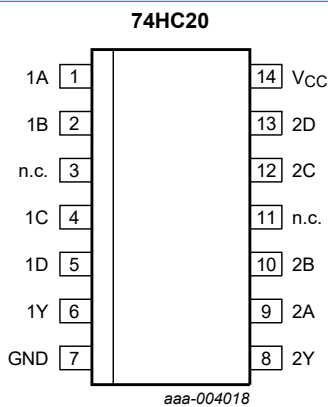 74HC20
1A 1 14 VCC
1B 2 13 2D
n.c. 3 12 2C
1C 4 11 n.c.
1D 5 10 2B
1Y 6 9 2A
GND 7 8 2Y
aaa-004018